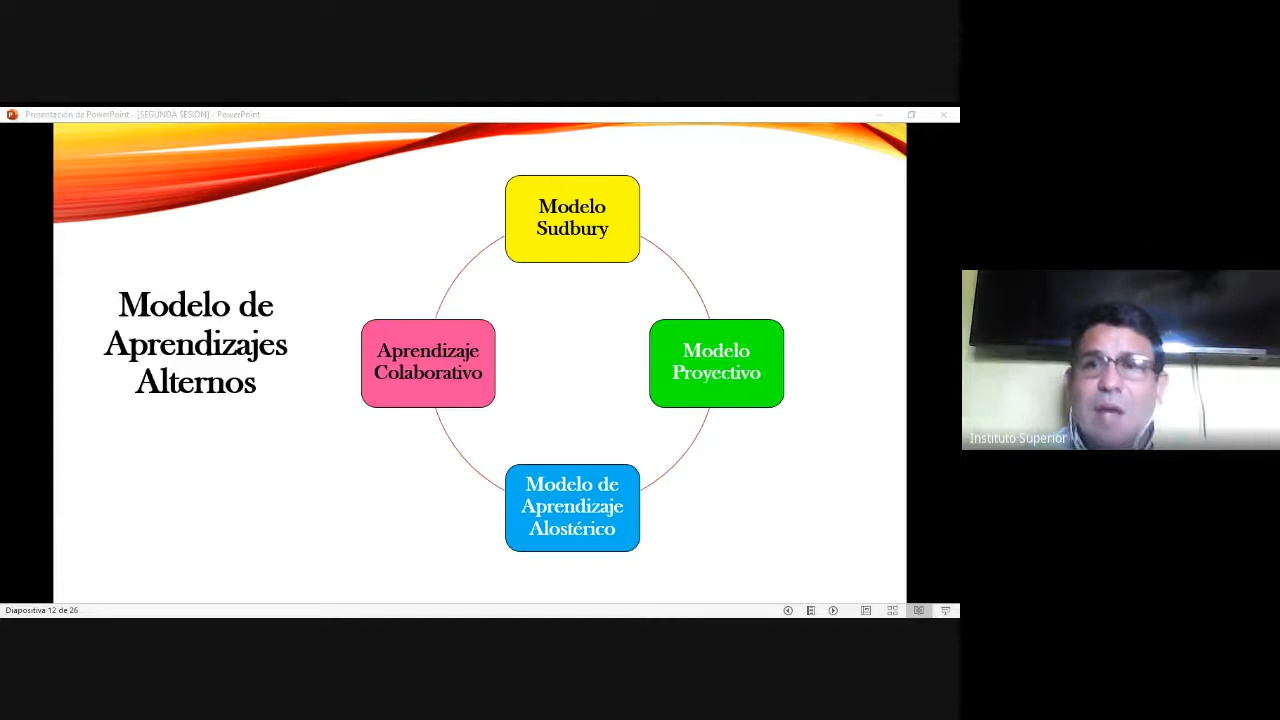 Presentación de PowerPoint - [SEGUNDA SESION] - PowerPoint
Modelo
Sudbury
Modelo de
Aprendizajes
Alternos
Aprendizaje
Colaborativo
Modelo
Proyectivo
Modelo de
Aprendizaje
Alostérico
Instituto Superior
Diapositiva 12 de 26